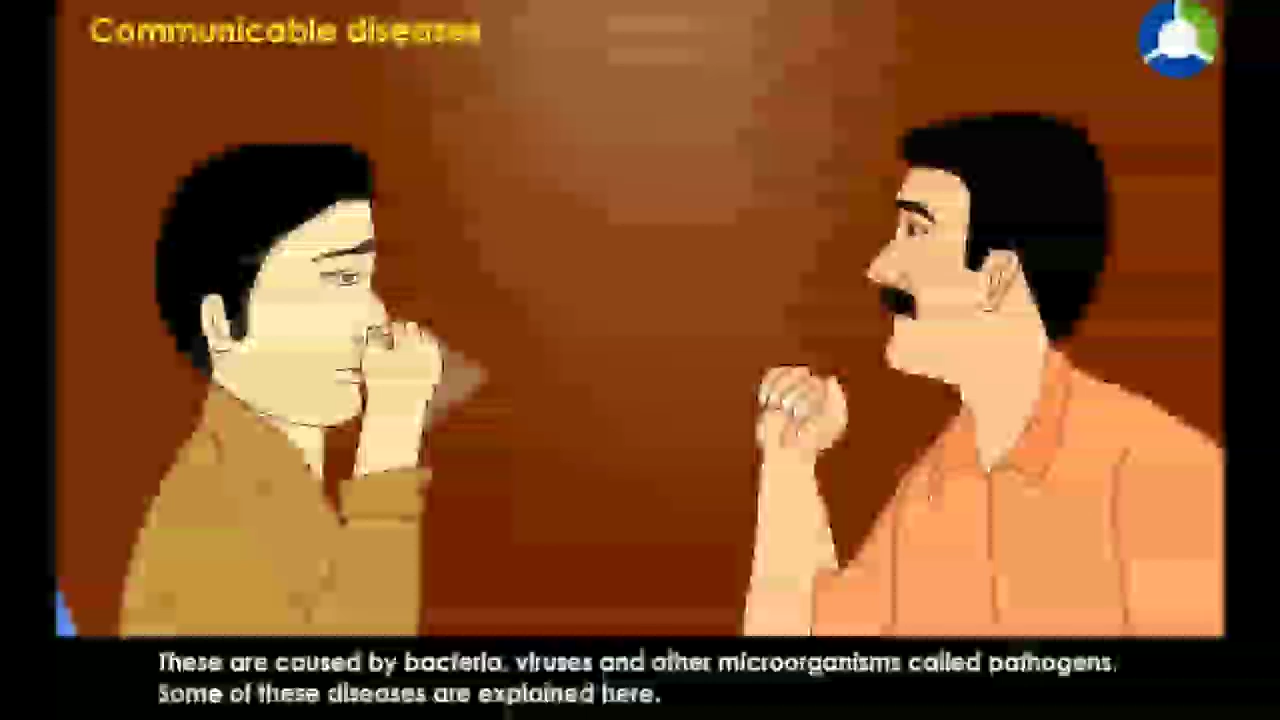 Communicable diseases
These are caused by bacteria, viruses and other microorganisms called pathogens.
Some of these diseases are explained here.